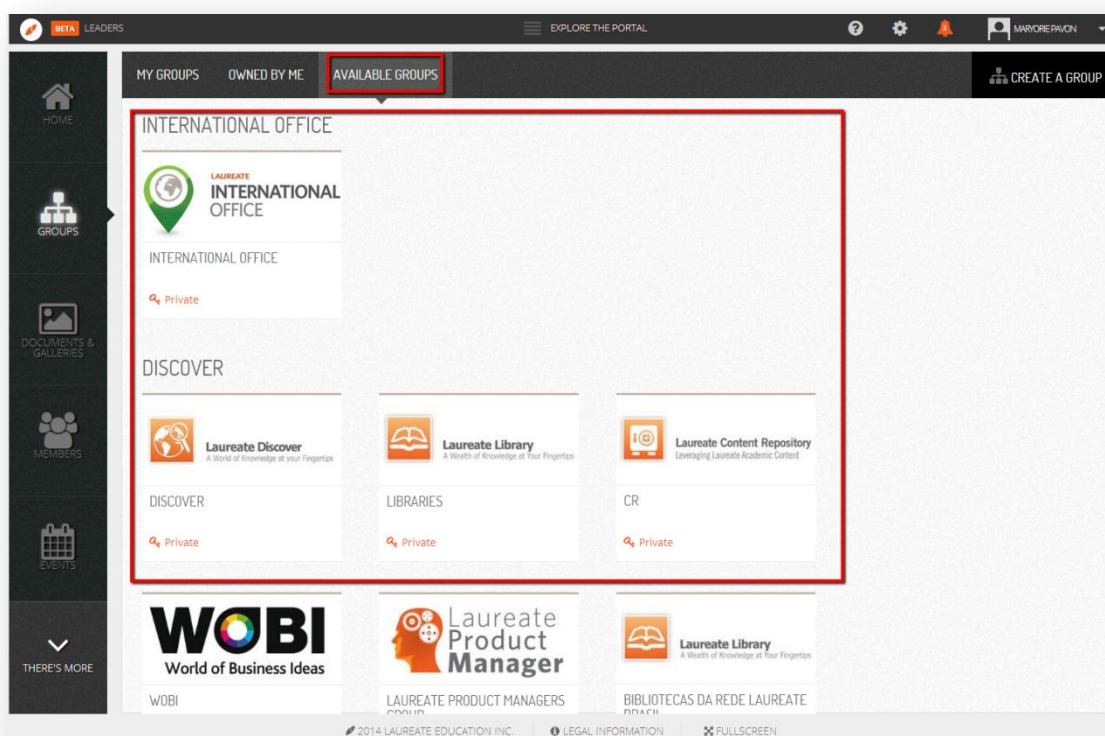 BETA LEADERS
EXPLORE THE PORTAL
3
MARYORIE PAVON
HOME
GROUPS
DOCUMENTS &
GALLERIES
MEMBERS
EVENTS
THERE'S MORE
MY GROUPS OWNED BY ME AVAILABLE GROUPS
CREATE A GROUP
INTERNATIONAL OFFICE
LAUREATE
INTERNATIONAL
OFFICE
INTERNATIONAL OFFICE
Private
DISCOVER
Laureate Discover
A World of Knowledge at your Fingertips
DISCOVER
Private
Laureate Library
A Wealth of Knowledge at Your Fingertips
LIBRARIES
Private
Laureate Content Repository
Leveraging Laureate Academic Content
CR
Private
WOBI
World of Business Ideas
WOBI
Laureate
Product
Manager
LAUREATE PRODUCT MANAGERS
GROUP
Laureate Library
A Wealth of Knowledge at Your Fingertips
BIBLIOTECAS DA REDE LAUREATE
BRASIL
2014 LAUREATE EDUCATION INC. LEGAL INFORMATION FULLSCREEN